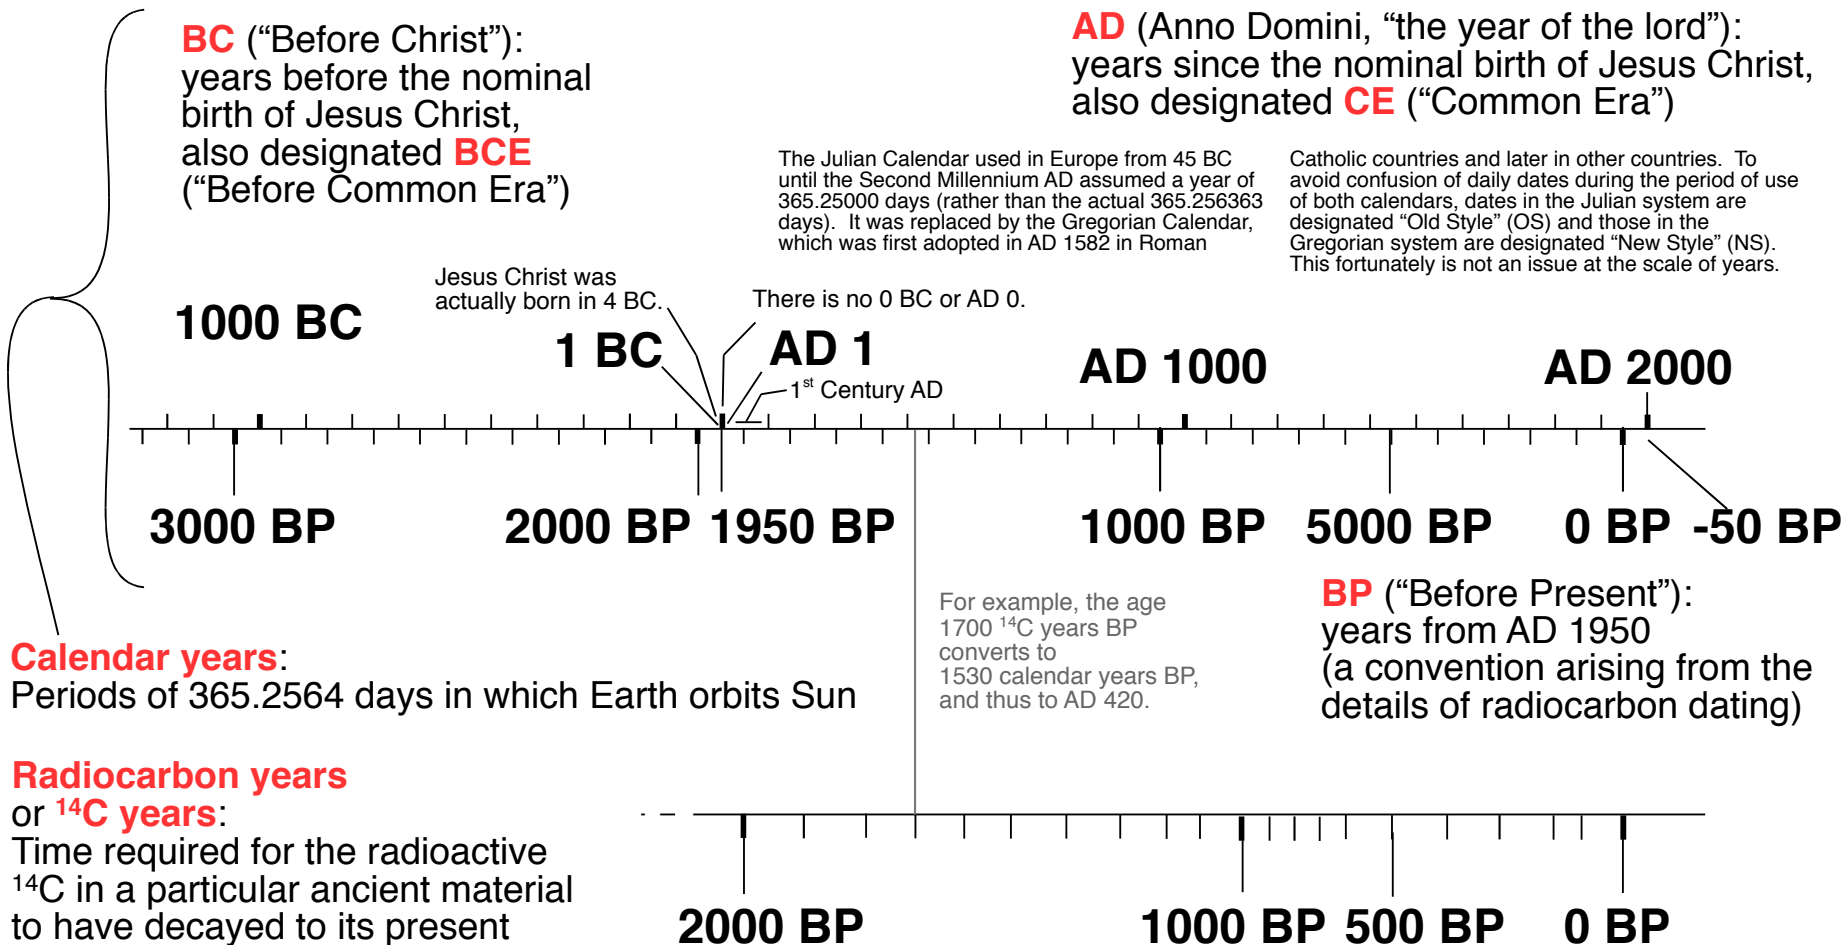 BC (“Before Christ”):
years before the nominal
birth of Jesus Christ,
also designated BCE
(“Before Common Era”)
AD (Anno Domini, “the year of the lord”):
years since the nominal birth of Jesus Christ,
also designated CE (“Common Era”)
The Julian Calendar used in Europe from 45 BC
until the Second Millennium AD assumed a year of
365.25000 days (rather than the actual 365.256363
days).  It was replaced by the Gregorian Calendar,
which was first adopted in AD 1582 in Roman
Catholic countries and later in other countries.  To
avoid confusion of daily dates during the period of use
of both calendars, dates in the Julian system are
designated “Old Style” (OS) and those in the
Gregorian system are designated “New Style” (NS).
This fortunately is not an issue at the scale of years.
Jesus Christ was
actually born in 4 BC.
There is no 0 BC or AD 0.
1000 BC
1 BC
AD 1
1st Century AD
AD 1000
AD 2000
3000 BP
2000 BP
1950 BP
1000 BP
5000 BP
0 BP
-50 BP
For example, the age
1700 14C years BP
converts to
1530 calendar years BP,
and thus to AD 420.
BP (“Before Present”):
years from AD 1950
(a convention arising from the
details of radiocarbon dating)
Calendar years:
Periods of 365.2564 days in which Earth orbits Sun
Radiocarbon years
or 14C years:
Time required for the radioactive
14C in a particular ancient material
to have decayed to its present
2000 BP
1000 BP
500 BP
0 BP